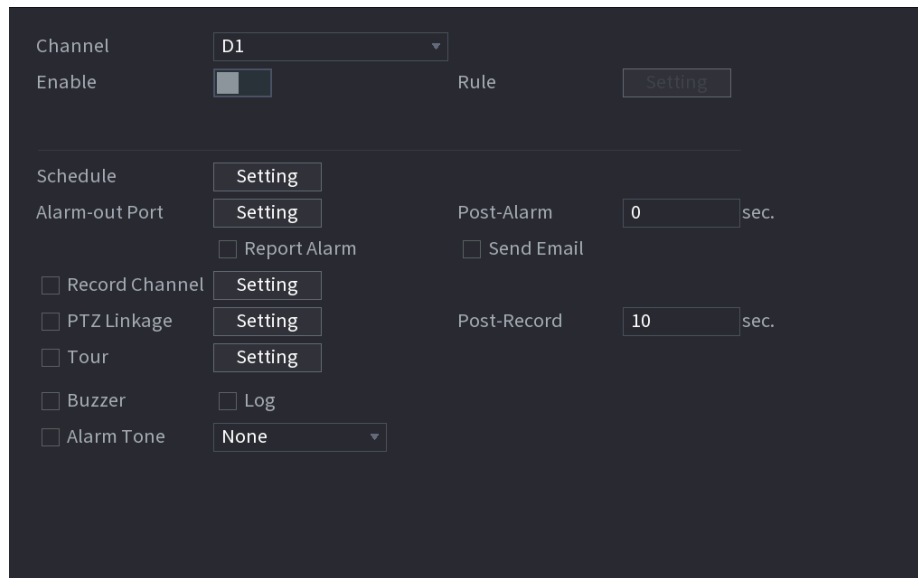 Channel D1
Enable Rule Setting
Schedule Setting
Alarm-out Port Setting Post-Alarm 0 sec.
Report Alarm Send Email
Record Channel Setting
PTZ Linkage Setting Post-Record 10 sec.
Tour Setting
Buzzer Log
Alarm Tone None